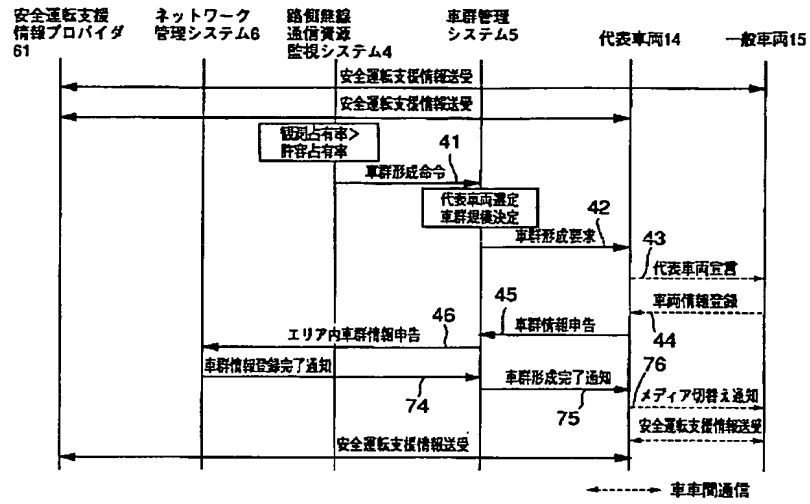 安全運転支援
情報プロバイダ
61
ネットワーク
管理システム6
路側無線
通信資源
監視システム4
車群管理
システム5
代表車両14
一般車両15
安全運転支援情報送受
安全運転支援情報送受
観測占有率>
許容占有率
41
車群形成命令
代表車両選定
車群規模決定
42
車群形成要求
43
代表車両宣言
車両情報登録
44
45
車群情報申告
46
エリア内車群情報申告
車群情報登録完了通知
74
車群形成完了通知
75
76
メディア切替え通知
安全運転支援情報送受
安全運転支援情報送受
車車間通信